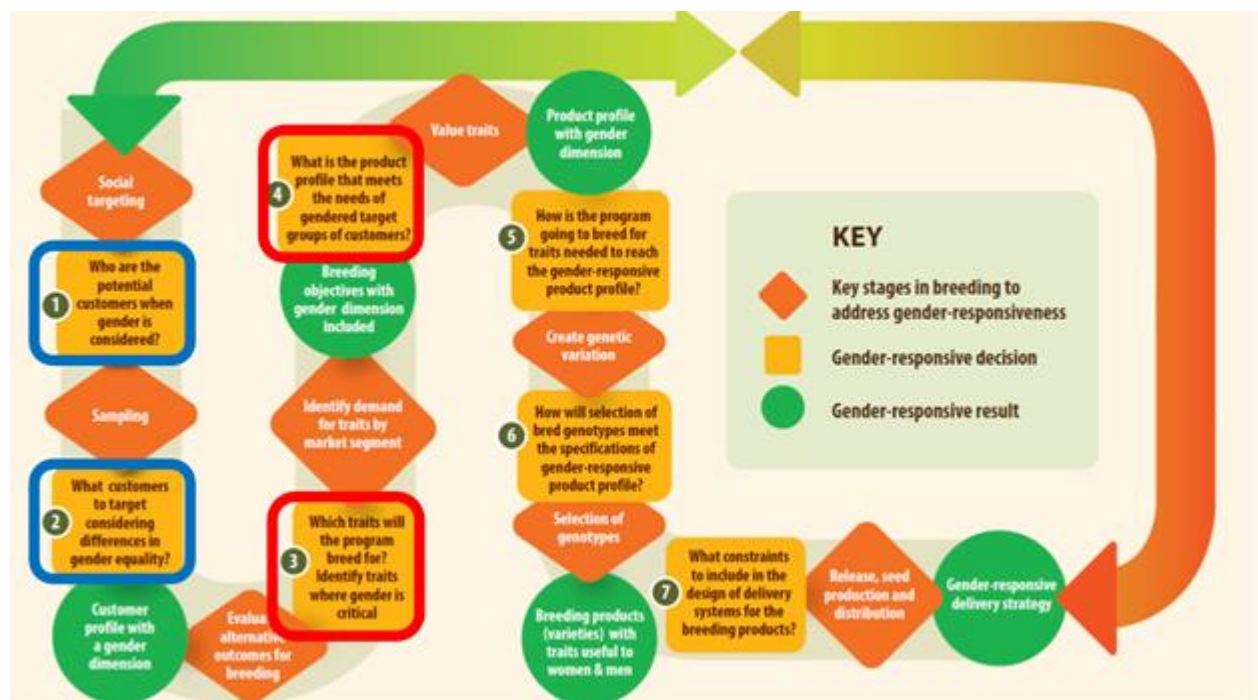 Social
targeting
1
Who are the
potential
customers when
gender is
considered?
Sampling
2
What customers
to target
considering
differences in
gender equality?
Customer
profile with
a gender
dimension
alternative
outcomes for
breeding
3
Which traits will
the program
breed for?
Identify traits
where gender is
critical
Identify demand
for traits by
market segment
Breeding
objectives with
gender dimension
included
4
What is the product
profile that meets
the needs of
gendered target
groups of customers?
Value traits
Product profile
with gender
dimension
5
How is the program
going to breed for
traits needed to reach
the gender-responsive
product profile?
Create genetic
variation
6
How will selection of
bred genotypes meet
the specifications of
gender-responsive
product profile?
Selection of
genotypes
Breeding products
(varieties) with
traits useful to
women & men
7
What constraints
to include in the
design of delivery
systems for the
breeding products?
Release, seed
production and
distribution
Gender-responsive
delivery strategy
KEY
Key stages in breeding to
address gender-responsiveness
Gender-responsive decision
Gender-responsive result